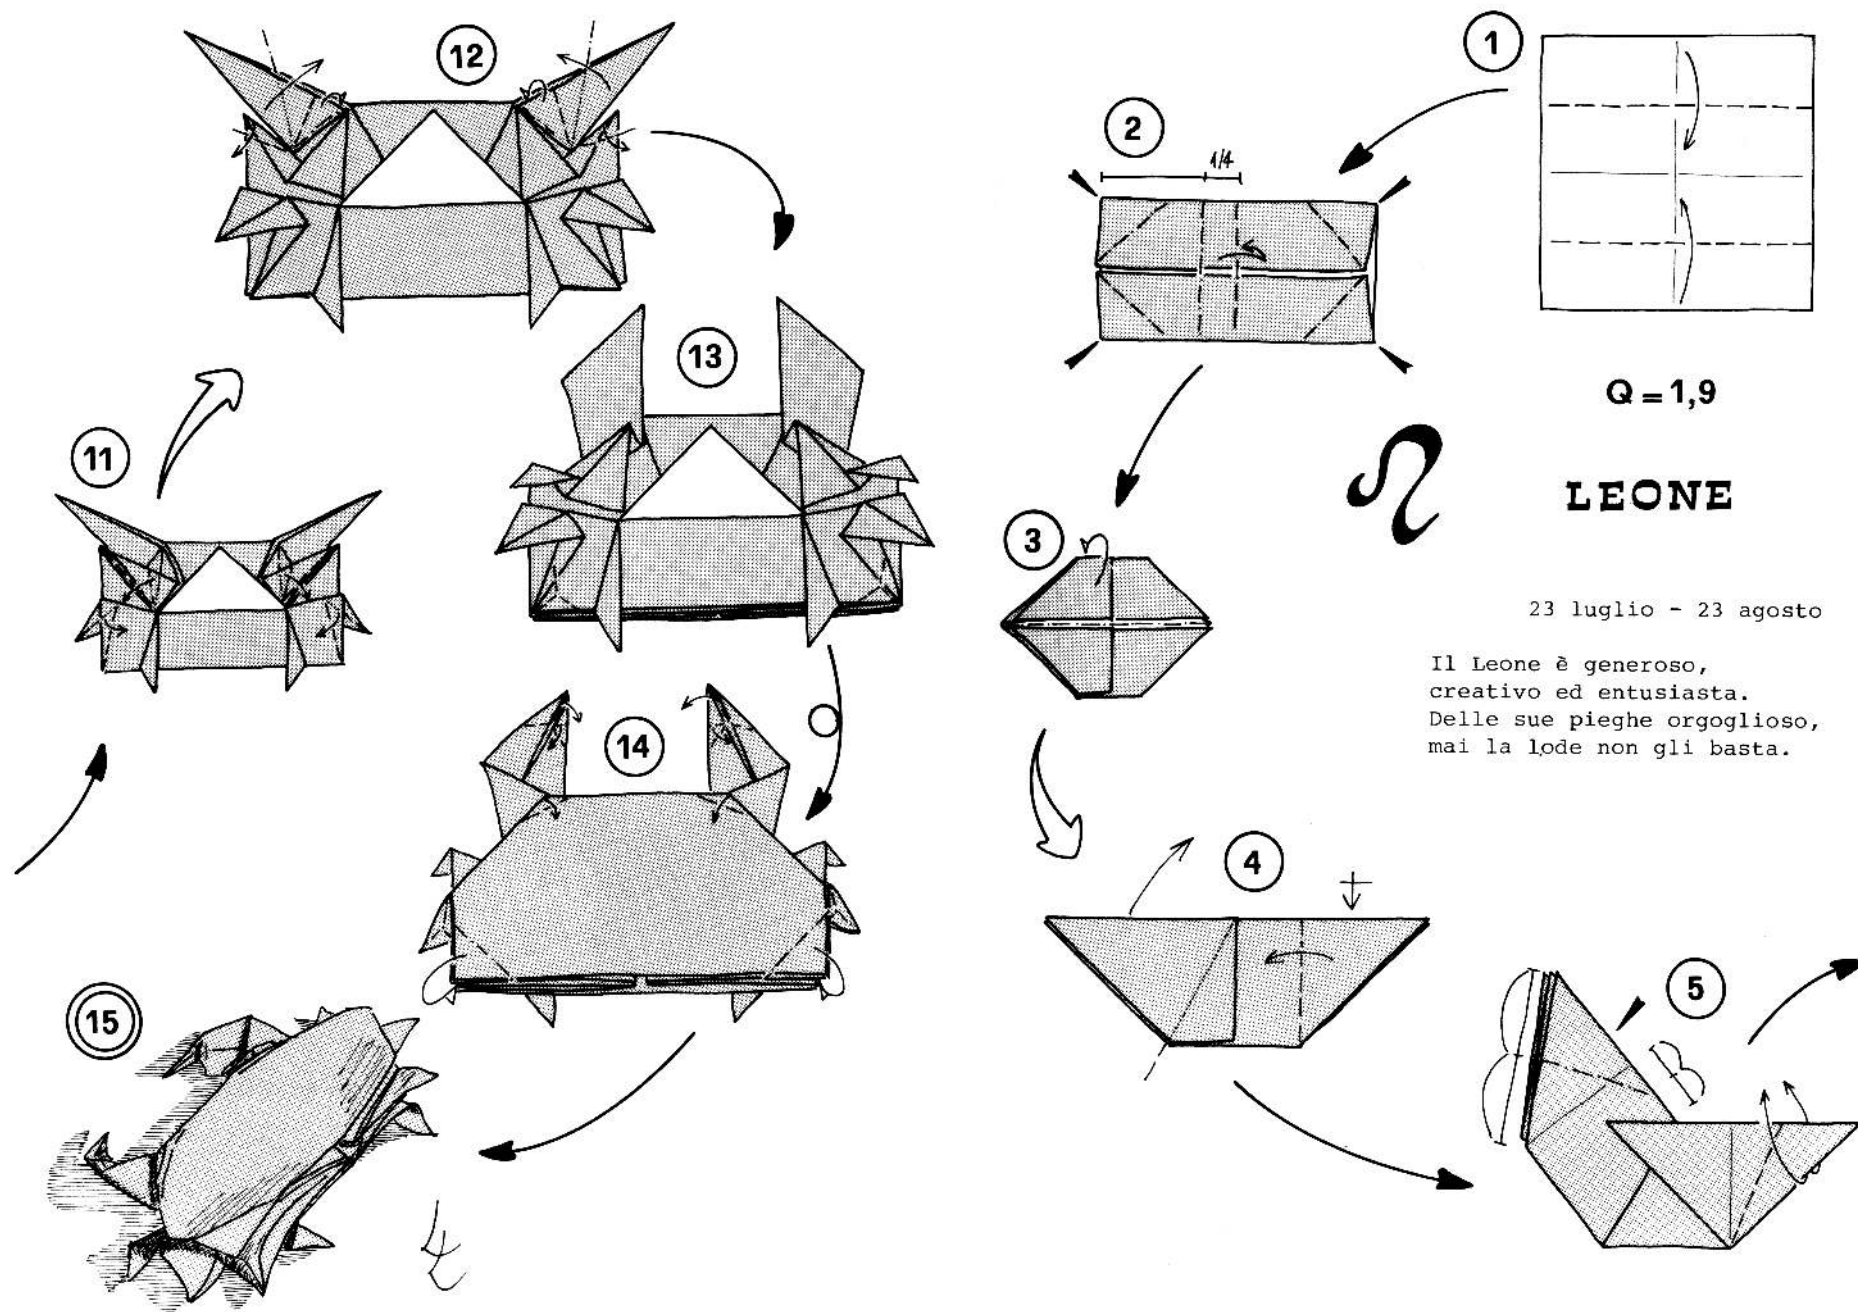 12
13
11
14
15
1
2
1/4
Q = 1,9
LEONE
3
23 luglio - 23 agosto
Il Leone è generoso,
creativo ed entusiasta.
Delle sue pieghe orgoglioso,
mai la lode non gli basta.
4
5